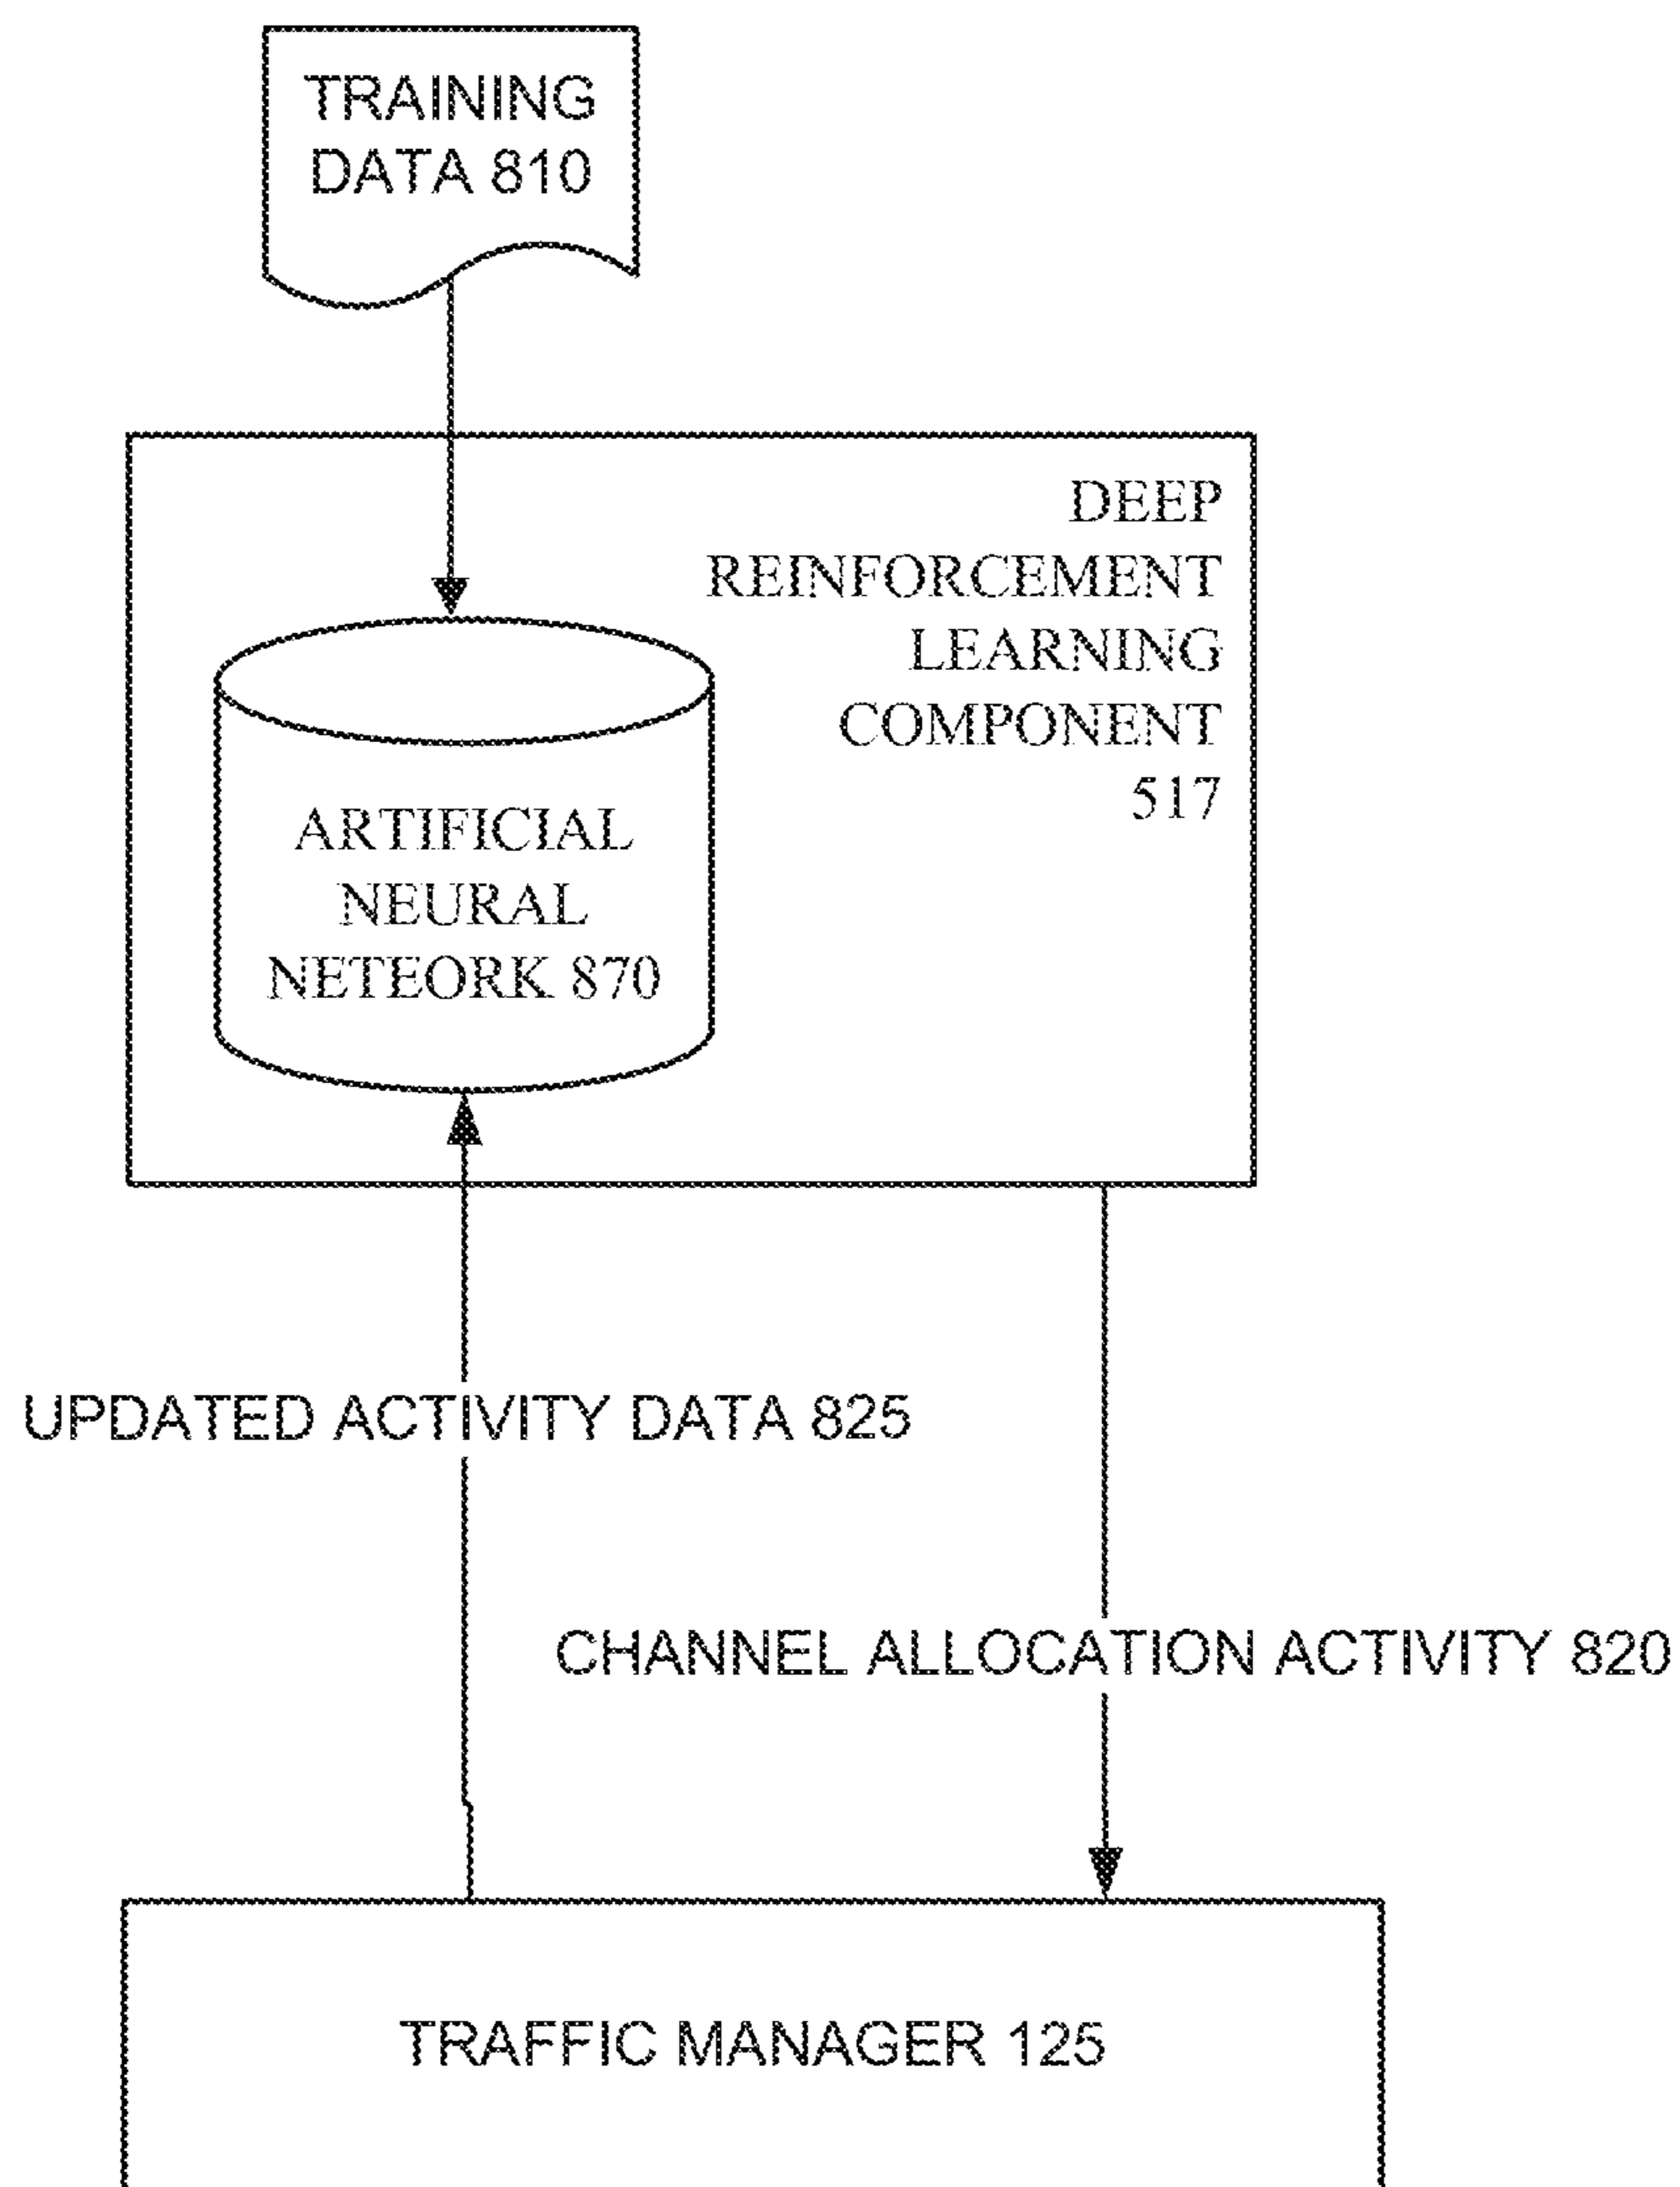 TRAINING
DATA 810
DEEP
REINFORCEMENT
LEARNING
COMPONENT
517
ARTIFICIAL
NEURAL
NETEORK 870
UPDATED ACTIVITY DATA 825
CHANNEL ALLOCATION ACTIVITY 820
TRAFFIC MANAGER 125